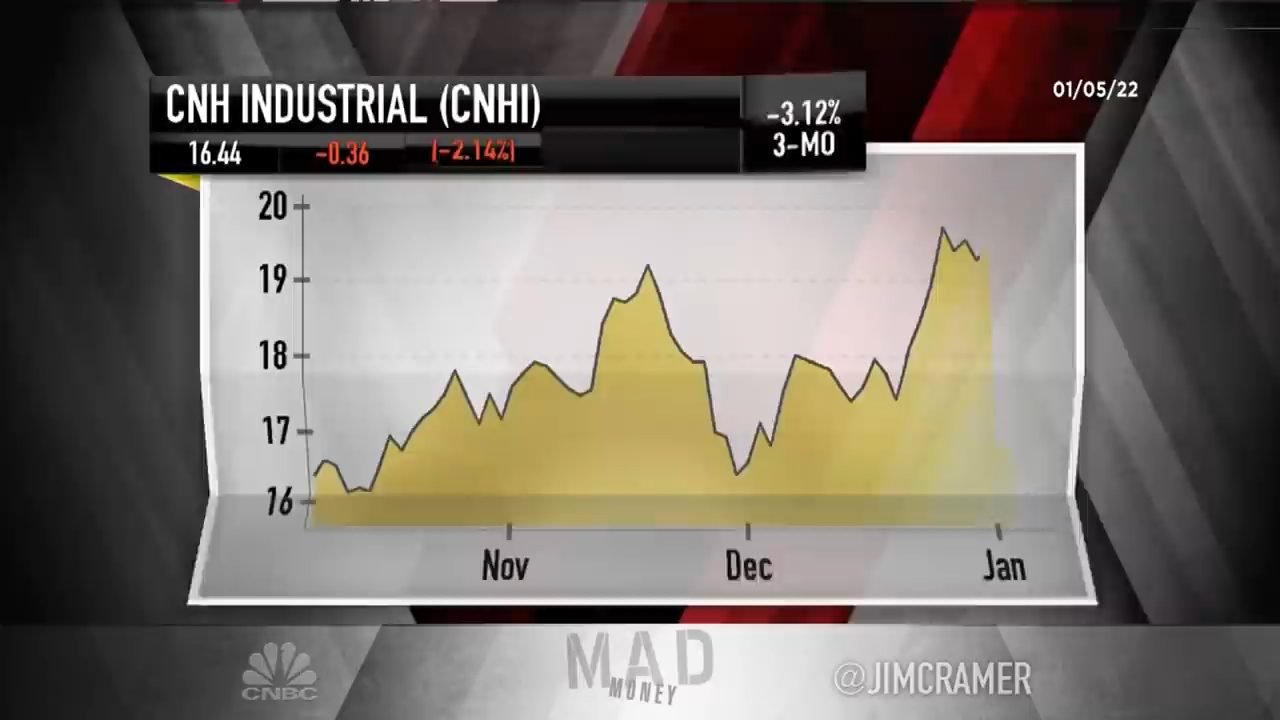 CNH INDUSTRIAL (CNHI)
16.44 -0.36 (-2.14%)
-3.12%
3-MO
01/05/22
20
19
18
17
16
Nov Dec Jan
CNBC
MAD
MONEY
@JIMCRAMER